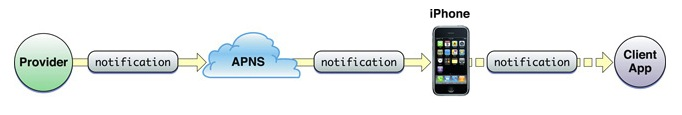 iPhone
Provider
notification
APNS
notification
notification
Client
App